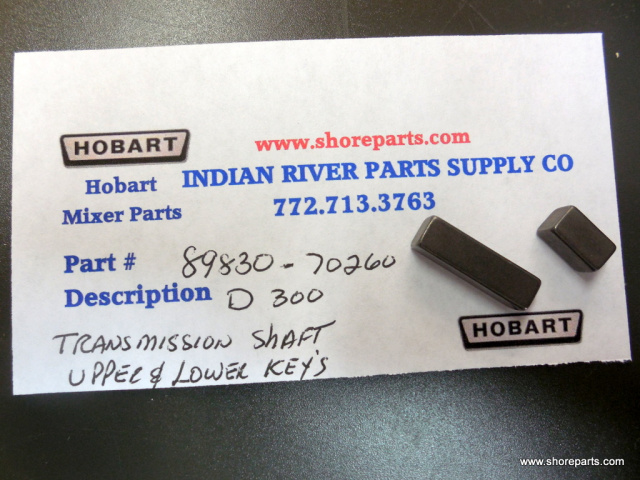 www.shoreparts.com
HOBART
INDIAN RIVER PARTS SUPPLY CO
Hobart
772.713.3763
Mixer Parts
Part # 89830-70260
Description D 300
TRANSMISSION SHAFT
UPPER & LOWER KEY'S
HOBART
www.shoreparts.com